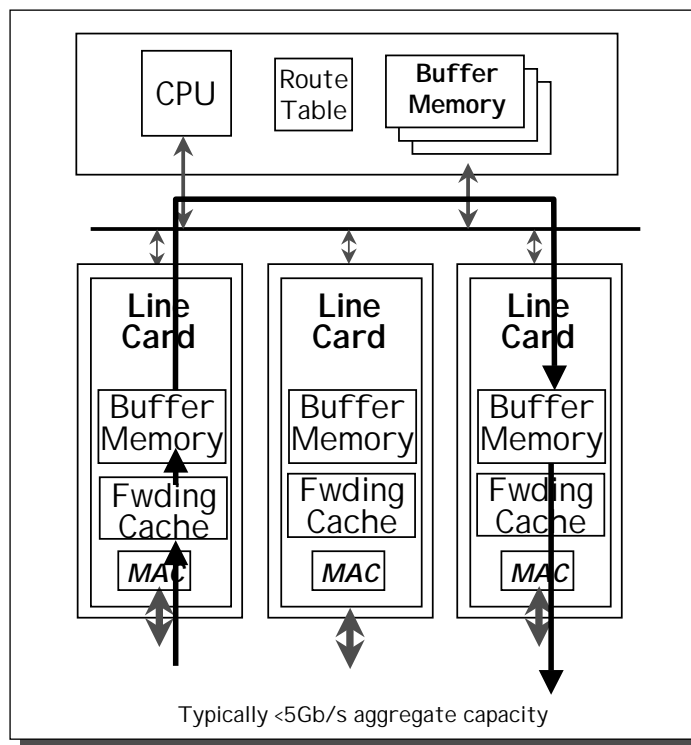 CPU
Route
Table
Buffer
Memory
Line
Card
Buffer
Memory
Fwding
Cache
MAC
Line
Card
Buffer
Memory
Fwding
Cache
MAC
Line
Card
Buffer
Memory
Fwding
Cache
MAC
Typically <5Gb/s aggregate capacity